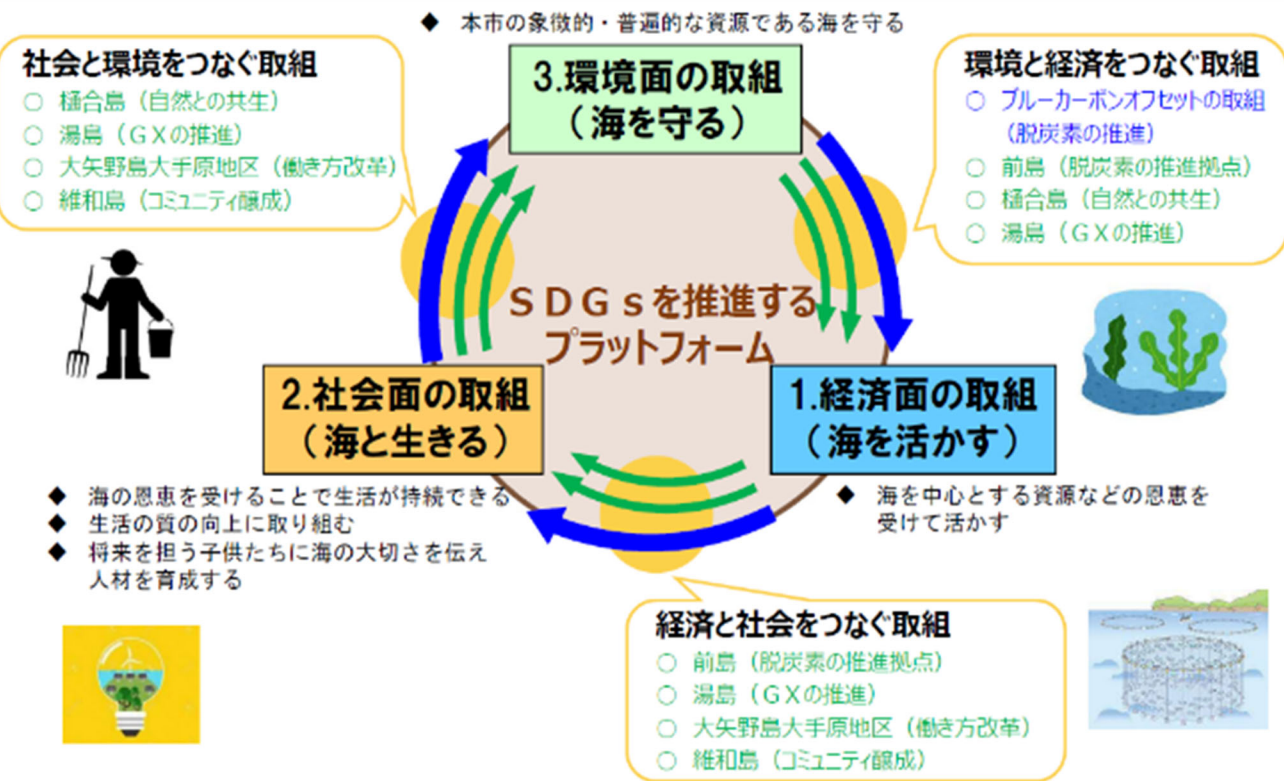 ◆ 本市の象徴的・普遍的な資源である海を守る
社会と環境をつなぐ取組
○ 樋合島（自然との共生）
○ 湯島（ＧＸの推進）
○ 大矢野島大手原地区（働き方改革）
○ 維和島（コミュニティ醸成）
3.環境面の取組
（海を守る）
環境と経済をつなぐ取組
○ ブルーカーボンオフセットの取組
（脱炭素の推進）
○ 前島（脱炭素の推進拠点）
○ 樋合島（自然との共生）
○ 湯島（ＧＸの推進）
ＳＤＧｓを推進する
プラットフォーム
2.社会面の取組
（海と生きる）
1.経済面の取組
（海を活かす）
◆ 海の恩恵を受けることで生活が持続できる
◆ 生活の質の向上に取り組む
◆ 将来を担う子供たちに海の大切さを伝え
人材を育成する
◆ 海を中心とする資源などの恩恵を
受けて活かす
経済と社会をつなぐ取組
○ 前島（脱炭素の推進拠点）
○ 湯島（ＧＸの推進）
○ 大矢野島大手原地区（働き方改革）
○ 維和島（コミュニティ醸成）